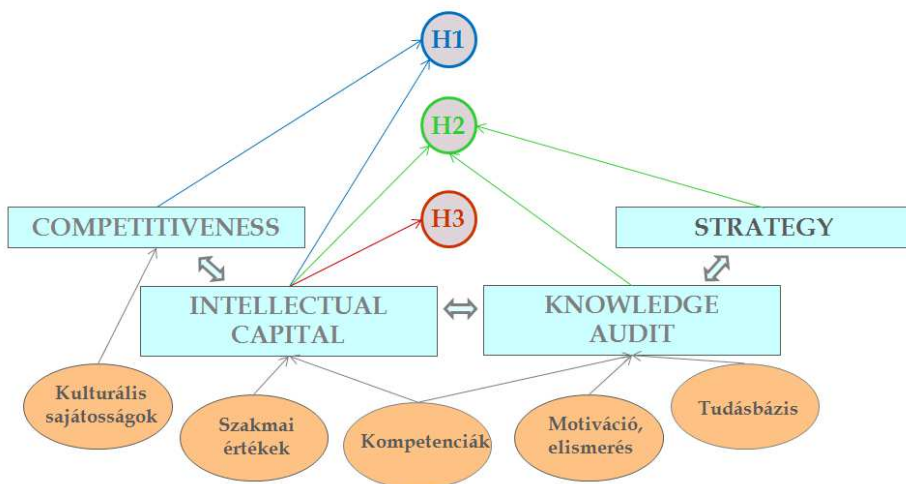 H1
H2
H3
COMPETITIVENESS
STRATEGY
INTELLECTUAL
CAPITAL
KNOWLEDGE
AUDIT
Kulturális
sajátosságok
Szakmai
értékek
Kompetenciák
Motiváció,
elismerés
Tudásbázis